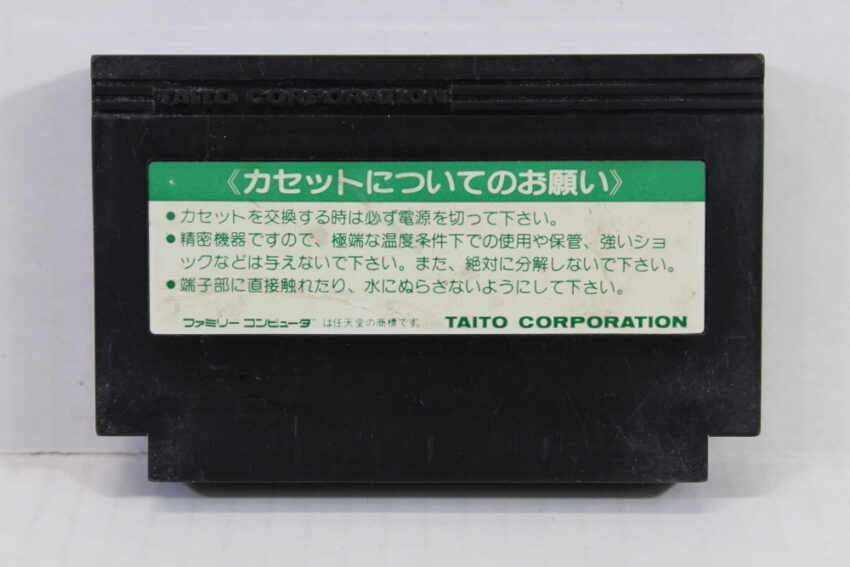 TAITO CORPORATION
《カセットについてのお願い》
●カセットを交換する時は必ず電源を切って下さい。
●精密機器ですので、極端な温度条件下での使用や保管、強いショ
ックなどは与えないで下さい。また、絶対に分解しないで下さい。
●端子部に直接触れたり、水にぬらさないようにして下さい。
ファミリーコンピュータ は任天堂の商標です。 TAITO CORPORATION